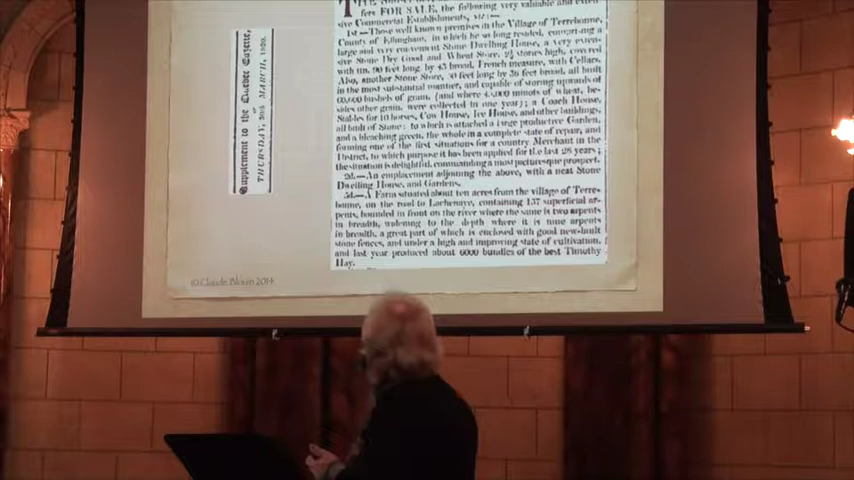 Supplement to the Quebec Gazette,
OF
THURSDAY, 30th MARCH, 1820.
fers FOR SALE, the following very valuable and exten-
sive Commercial Establishments, viz:—
1st—Those well known premises in the Village of Terrebonne,
County of Effingham, in which he so long resided, comprising a
large and very convenient Stone Dwelling House, a very exten-
sive Stone Dry Good and Wheat Store, 2½ stories high, covered
with tin, 90 feet long by 43 broad, French measure, with Cellars.
Also, another Stone Store, 50 feet long by 36 feet broad, all built
in the most substantial manner, and capable of storing upwards of
60,000 bushels of grain, (and where minots of wheat, be-
sides other grain, were collected in one year); a Coach House,
Stables for 10 horses, Cow House, Ice House, and other buildings,
all built of Stone; to which is attached a large productive Garden,
and a bleaching green, the whole in a complete state of repair, and
forming one of the first situations for a country Merchant in the
District, to which purpose it has been applied for the last 26 years;
the situation is delightful, commanding a most picturesque prospect.
2d.—An emplacement adjoining the above, with a neat Stone
Dwelling House, and Gardens.
3d.—A Farm situated about ten acres from the village of Terre-
bonne, on the road to Lachenaye, containing 157 superficial ar-
pents, bounded in front on the river where the same is two arpents
in breadth, widening to the depth where it is nine arpents
in breadth, a great part of which is enclosed with good new-built
stone fences, and under a high and improving state of cultivation,
and last year produced about 6000 bundles of the best Timothy
Hay.
©Claude Blouin 2014